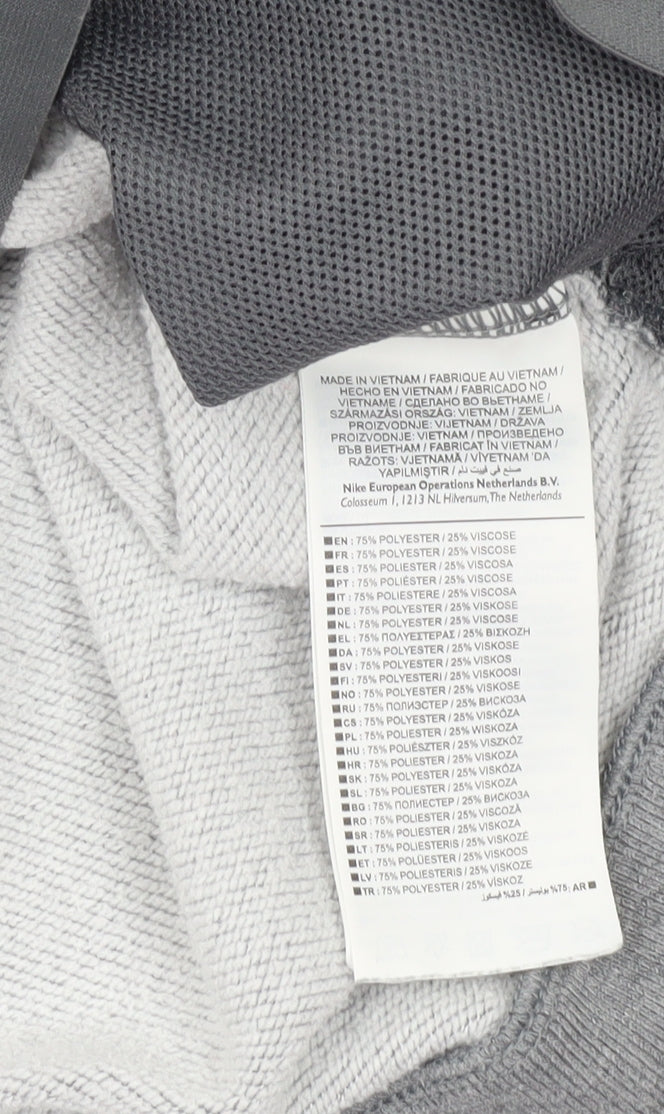 MADE IN VIETNAM / FABRIQUE AU VIETNAM /
HECHO EN VIETNAM / FABRICADO NO
VIETNAME / СДЕЛАНО ВО ВЬЕТНАМЕ /
SZÁRMAZÁSI ORSZÁG: VIETNAM / ZEMLJA
PROIZVODNJE: VIJETNAM / DRŽAVA
PROIZVODNJE: VIETNAM / ПРОИЗВЕДЕНО
ВЪВ ВИЕТНАМ / FABRICAT ÎN VIETNAM /
RAŽOTS: VJETNAMĀ / VİYETNAM 'DA
YAPILMIŞTIR / صنع في فييت نام
Nike European Operations Netherlands B.V.
Colosseum 1, 1213 NL Hilversum, The Netherlands
EN : 75% POLYESTER / 25% VISCOSE
FR : 75% POLYESTER / 25% VISCOSE
ES : 75% POLIÉSTER / 25% VISCOSA
PT : 75% POLIÉSTER / 25% VISCOSE
IT : 75% POLIESTERE / 25% VISCOSA
DE : 75% POLYESTER / 25% VISKOSE
NL : 75% POLYESTER / 25% VISCOSE
EL : 75% ΠΟΛΥΕΣΤΕΡΑΣ / 25% ΒΙΣΚΟΖΗ
DA : 75% POLYESTER / 25% VISKOSE
SV : 75% POLYESTER / 25% VISKOS
FI : 75% POLYESTERI / 25% VISKOOSI
NO : 75% POLYESTER / 25% VISKOSE
RU : 75% ПОЛИЭСТЕР / 25% ВИСКОЗА
CS : 75% POLYESTER / 25% VISKÓZA
PL : 75% POLIESTER / 25% WISKOZA
HU : 75% POLIÉSZTER / 25% VISZKÓZ
HR : 75% POLIESTER / 25% VISKOZA
SK : 75% POLYESTER / 25% VISKÓZA
SL : 75% POLIESTER / 25% VISKOZA
BG : 75% ПОЛИЕСТЕР / 25% ВИСКОЗА
RO : 75% POLIESTER / 25% VISCOZĂ
SR : 75% POLIESTER / 25% VISKOZA
LT : 75% POLIESTERIS / 25% VISKOZĖ
ET : 75% POLÜESTER / 25% VISKOOS
LV : 75% POLIESTERIS / 25% VISKOZE
TR : 75% POLYESTER / 25% VİSKOZ
AR :75% بوليستر / 25% فيسكوز